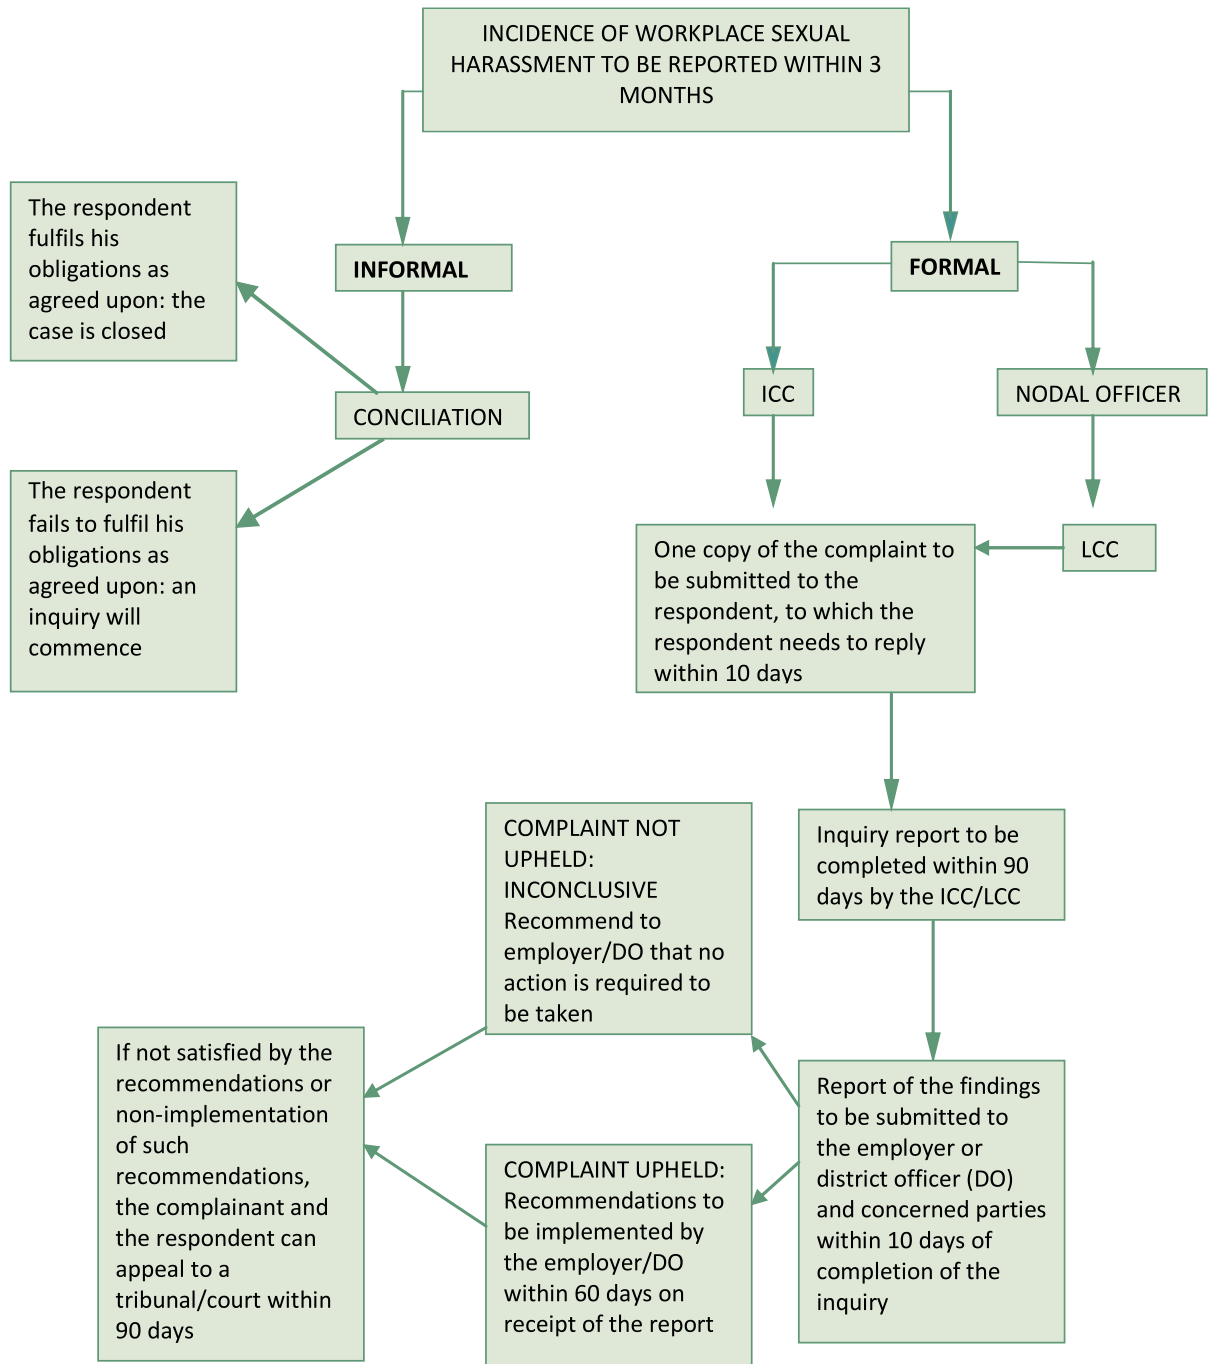 INCIDENCE OF WORKPLACE SEXUAL
HARASSMENT TO BE REPORTED WITHIN 3
MONTHS
The respondent
fulfils his
obligations as
agreed upon: the
case is closed
INFORMAL
FORMAL
CONCILIATION
ICC
NODAL OFFICER
The respondent
fails to fulfil his
obligations as
agreed upon: an
inquiry will
commence
One copy of the complaint to
be submitted to the
respondent, to which the
respondent needs to reply
within 10 days
LCC
Inquiry report to be
completed within 90
days by the ICC/LCC
COMPLAINT NOT
UPHELD:
INCONCLUSIVE
Recommend to
employer/DO that no
action is required to
be taken
Report of the findings
to be submitted to
the employer or
district officer (DO)
and concerned parties
within 10 days of
completion of the
inquiry
COMPLAINT UPHELD:
Recommendations to
be implemented by
the employer/DO
within 60 days on
receipt of the report
If not satisfied by the
recommendations or
non-implementation
of such
recommendations,
the complainant and
the respondent can
appeal to a
tribunal/court within
90 days